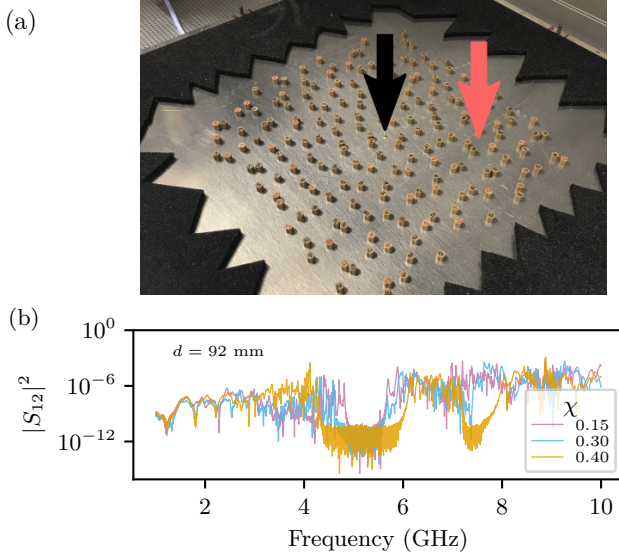 (a)
(b)
10^0
10^-6
10^-12
|S_12|^2
d = 92 mm
χ
0.15
0.30
0.40
2 4 6 8 10
Frequency (GHz)